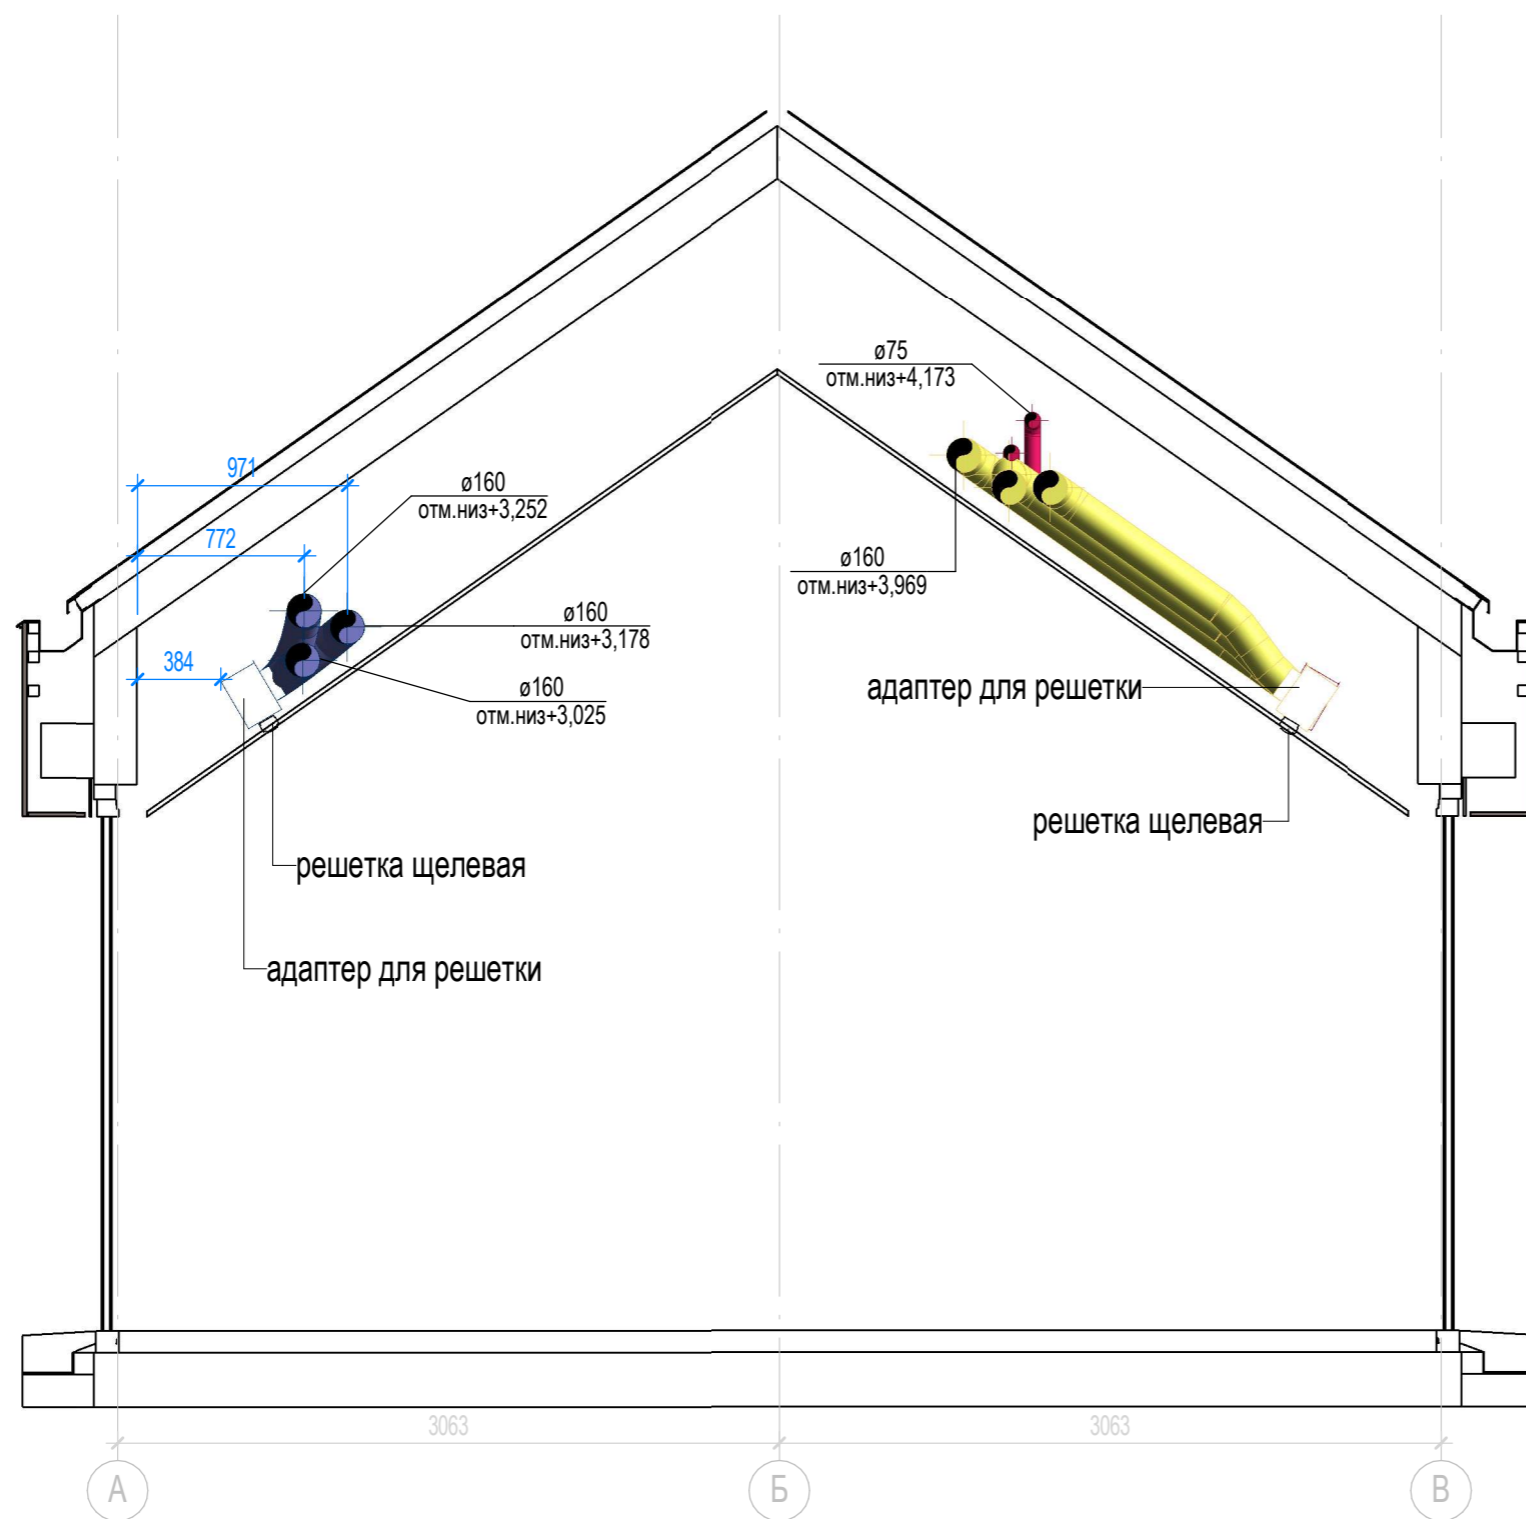 ø75
отм.низ+4,173
971
ø160
отм.низ+3,252
772
ø160
отм.низ+3,969
ø160
отм.низ+3,178
384
ø160
отм.низ+3,025
адаптер для решетки
решетка щелевая
решетка щелевая
адаптер для решетки
3063
3063
А
Б
В